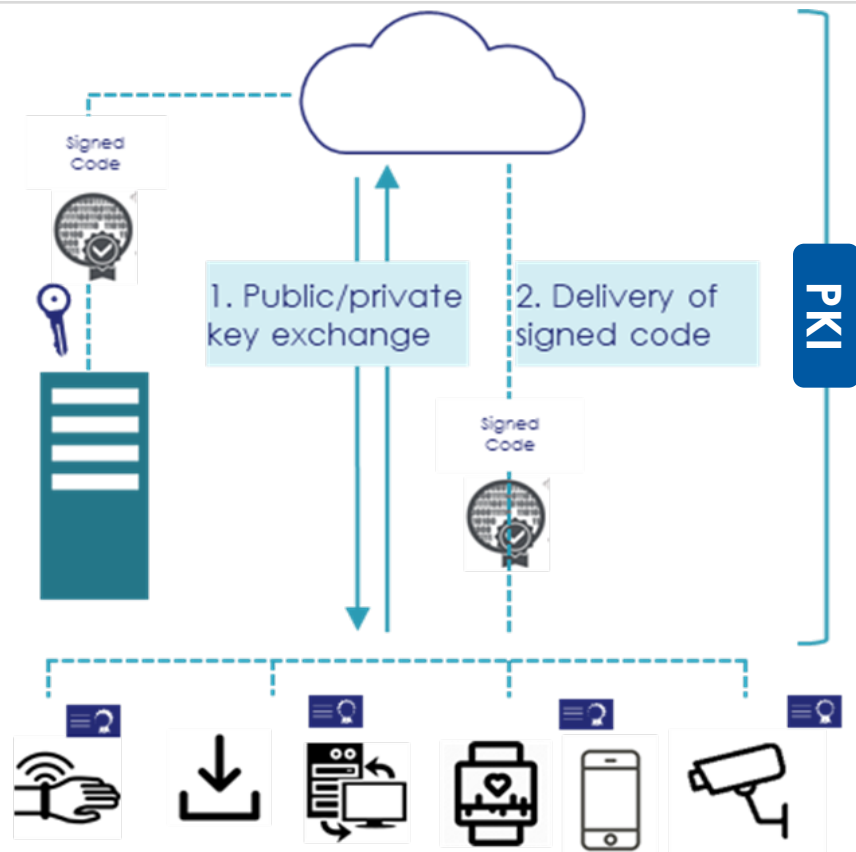 Signed
Code
1. Public/private
key exchange
2. Delivery of
signed code
PKI
Signed
Code